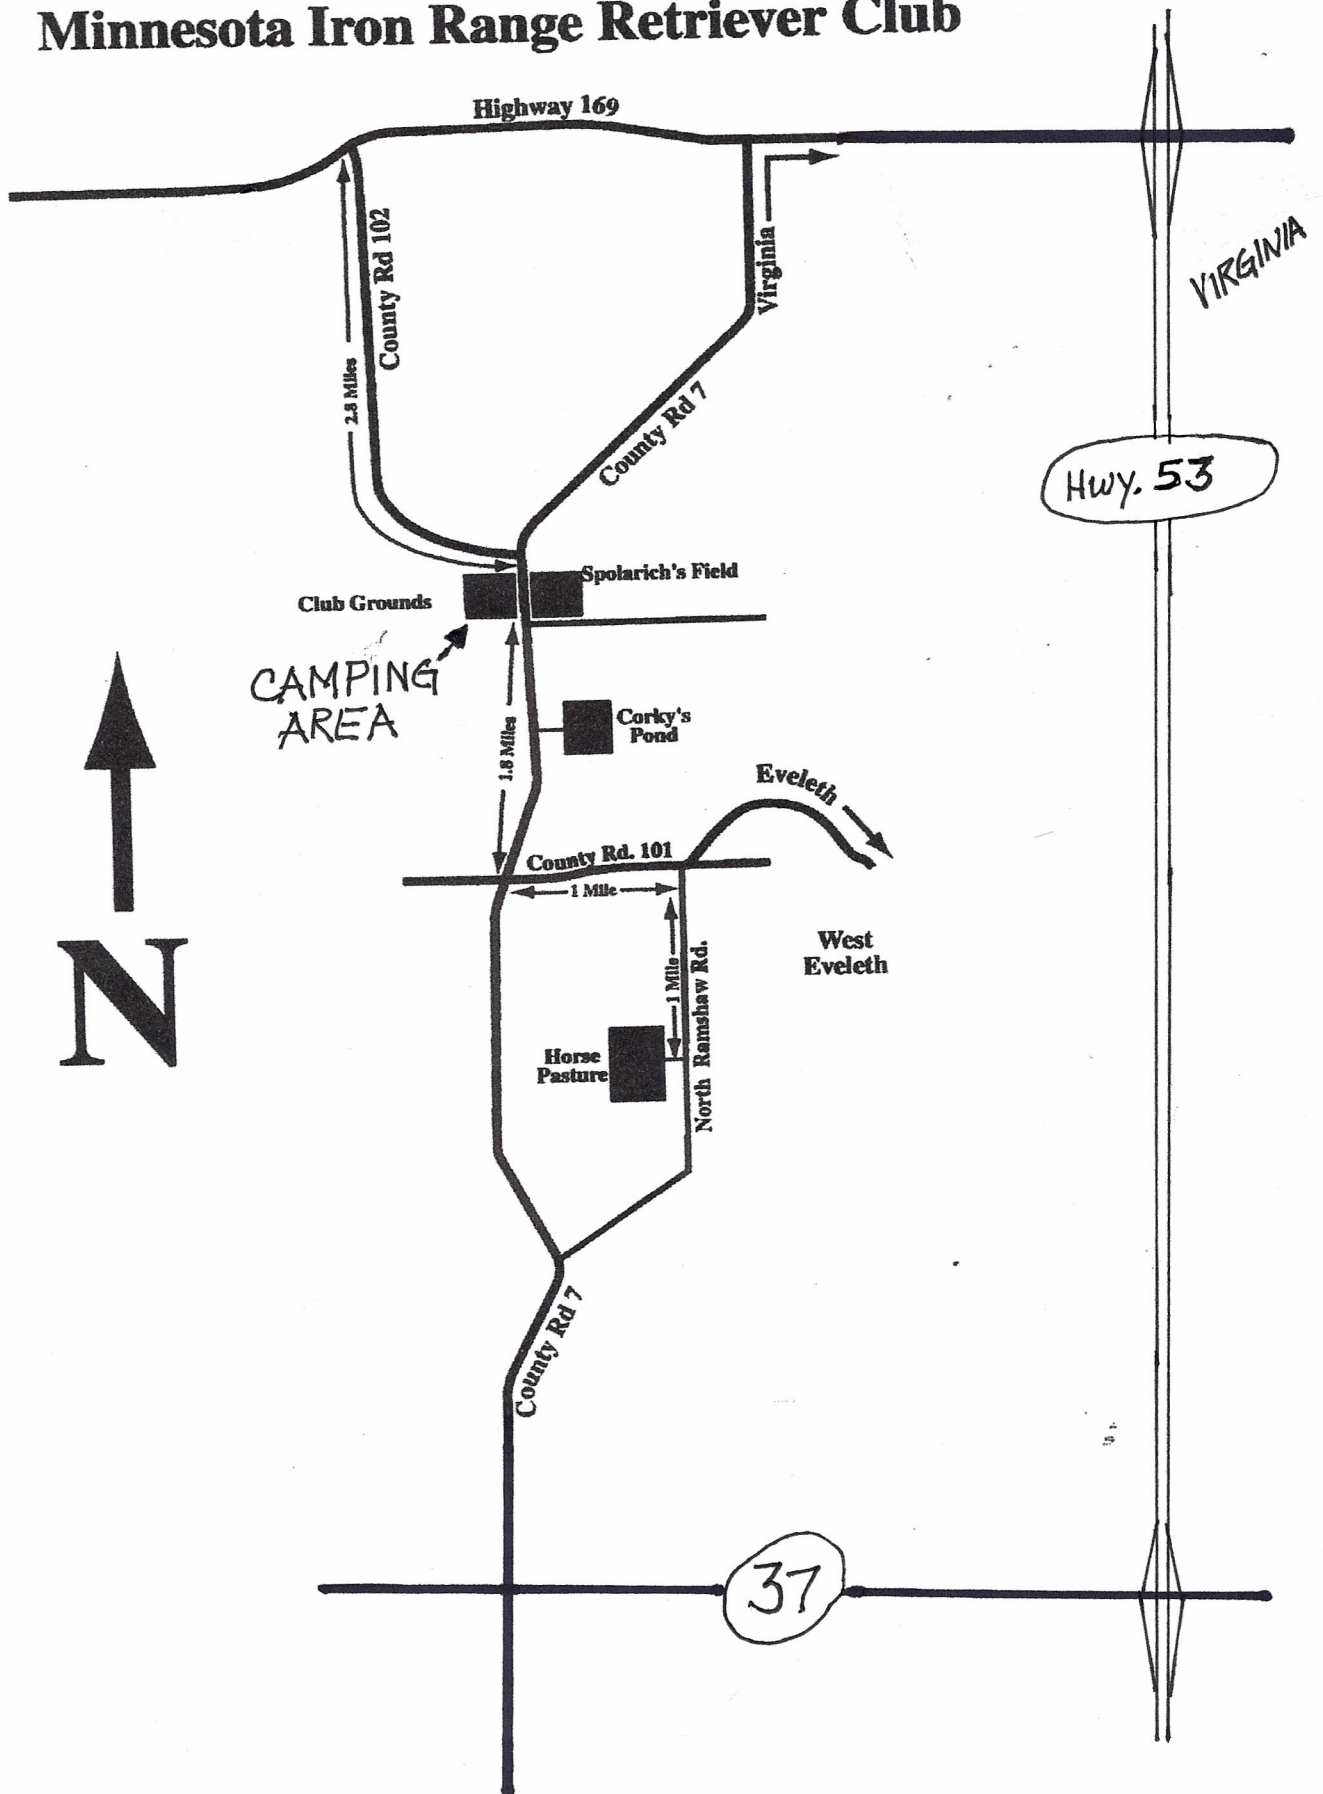 Minnesota Iron Range Retriever Club
Highway 169
County Rd 102
2.8 Miles
Virginia
VIRGINIA
County Rd 7
Hwy. 53
Spolarich's Field
Club Grounds
CAMPING
AREA
Corky's
Pond
1.8 Miles
Eveleth
County Rd. 101
1 Mile
1 Mile
North Ramshaw Rd.
West
Eveleth
N
Horse
Pasture
County Rd 7
37